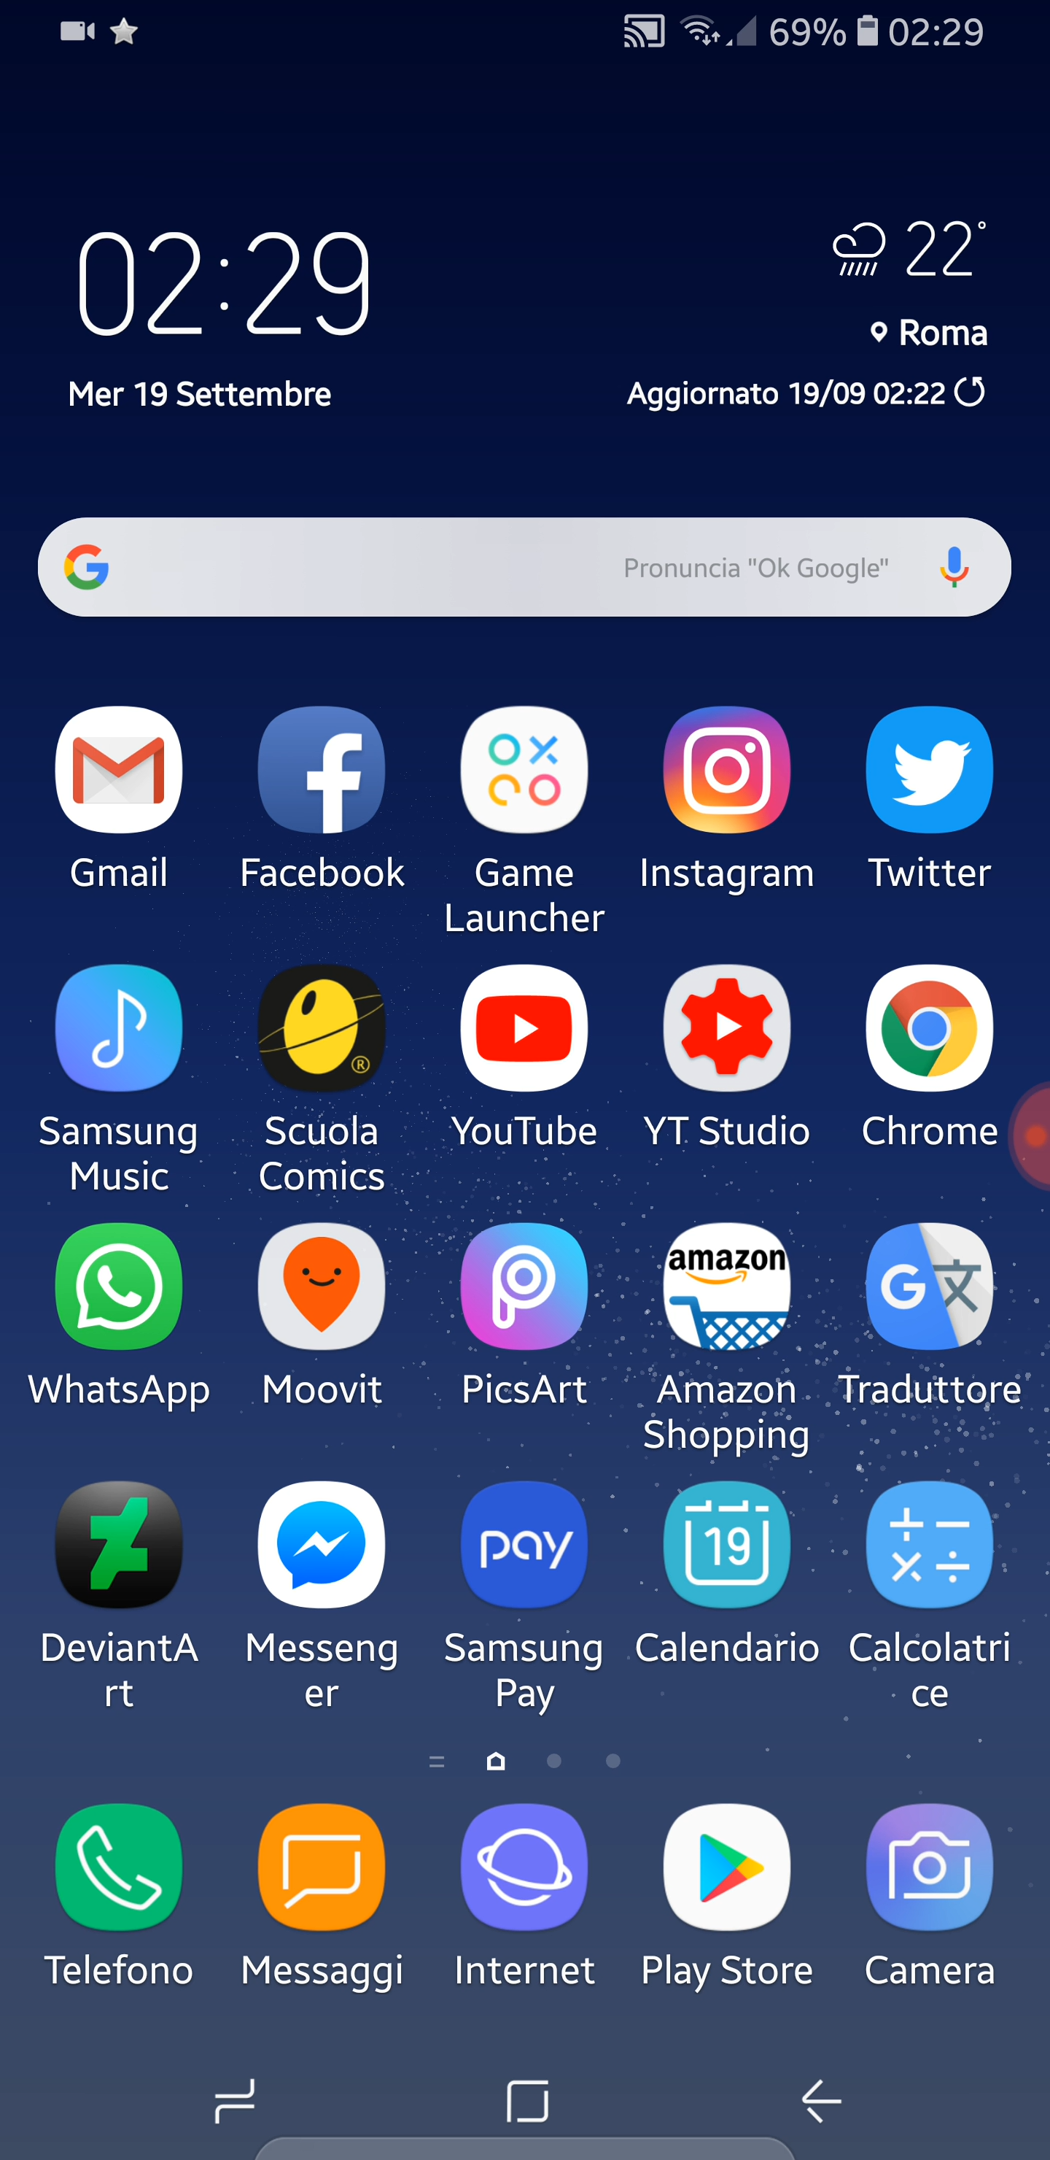 69% 02:29
02:29
22°
Roma
Mer 19 Settembre
Aggiornato 19/09 02:22
Pronuncia "Ok Google"
Gmail Facebook Game Launcher Instagram Twitter
®
Samsung Music Scuola Comics YouTube YT Studio Chrome
amazon
G 文
WhatsApp Moovit PicsArt Amazon Shopping Traduttore
pay 19
DeviantA
rt
Messeng
er
Samsung Pay
Calendario
Calcolatri
ce
Telefono Messaggi Internet Play Store Camera